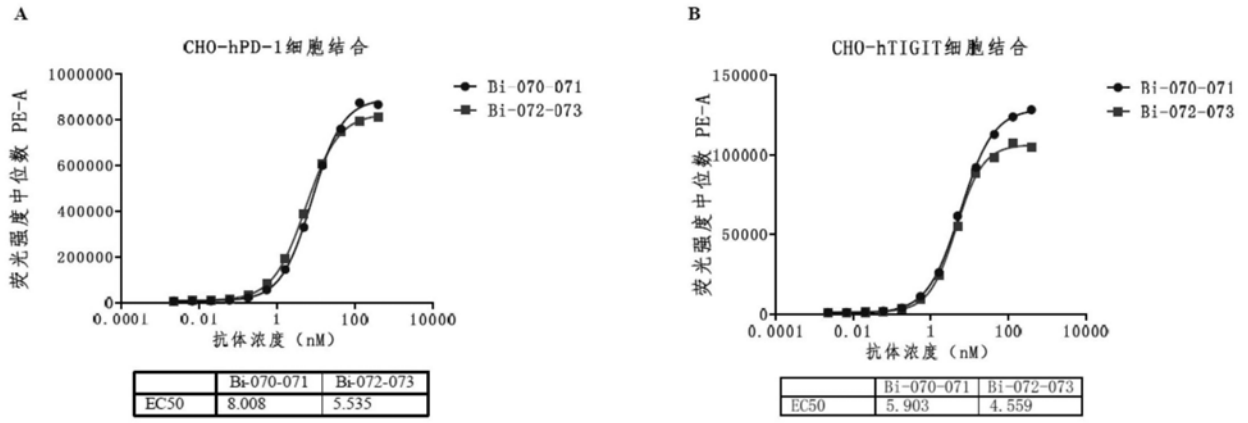 A
CHO-hPD-1细胞结合
荧光强度中位数 PE-A
1000000
800000
600000
400000
200000
0
0.0001
0.01
1
100
10000
抗体浓度（nM）
Bi-070-071
Bi-072-073
Bi-070-071 Bi-072-073
EC50 8.008 5.535
B
CHO-hTIGIT细胞结合
荧光强度中位数 PE-A
150000
100000
50000
0
0.0001
0.01
1
100
10000
抗体浓度（nM）
Bi-070-071
Bi-072-073
Bi-070-071 Bi-072-073
EC50 5.903 4.559